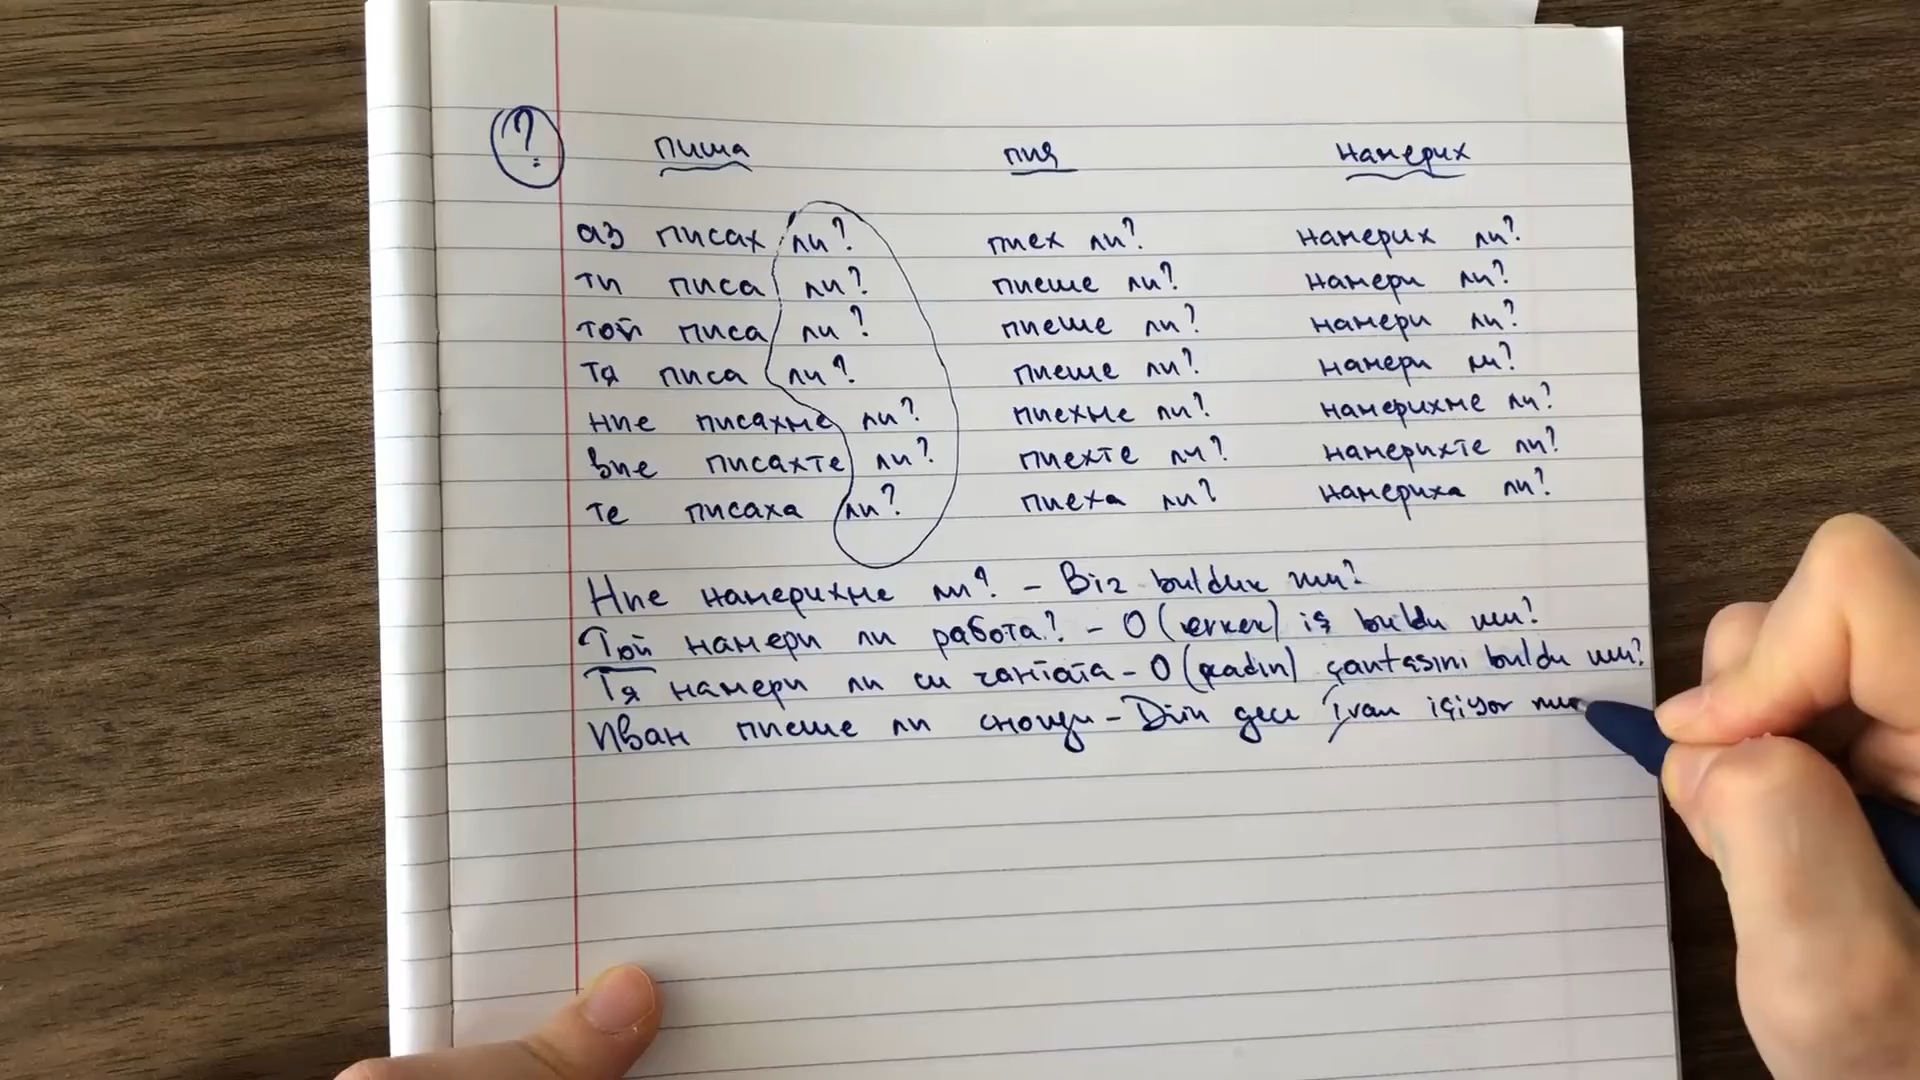 ?
пиша пия намерих
аз писах ли? пиех ли? намерих ли?
ти писа ли? пиеше ли? намери ли?
той писа ли? пиеше ли? намери ли?
тя писа ли? пиеше ли? намери ли?
ние писахме ли? пиехме ли? намерихме ли?
вие писахте ли? пиехте ли? намерихте ли?
те писаха ли? пиеха ли? намериха ли?
Ние намерихме ли? - Biz bulduk mu?
Той намери ли работа? - O (erkek) iş buldu mu?
Тя намери ли си чантата - O (kadın) çantasını buldu mu?
Иван пиеше ли снощи - Dün gece İvan içiyor mu